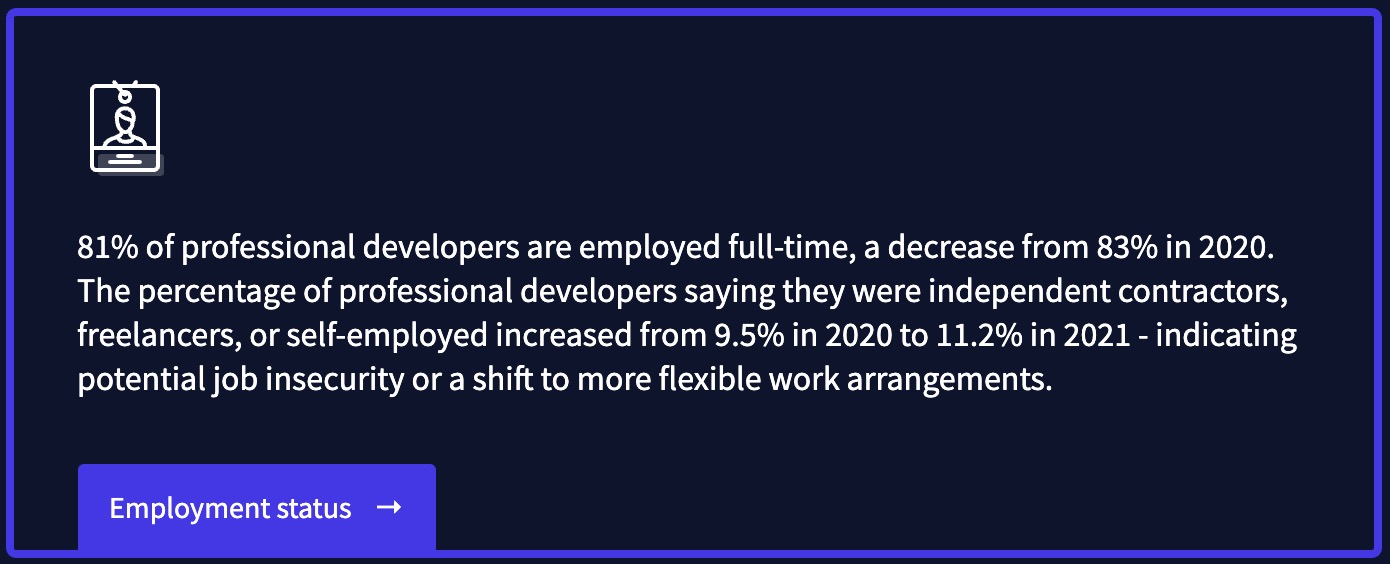 81% of professional developers are employed full-time, a decrease from 83% in 2020.
The percentage of professional developers saying they were independent contractors,
freelancers, or self-employed increased from 9.5% in 2020 to 11.2% in 2021 - indicating
potential job insecurity or a shift to more flexible work arrangements.
Employment status →